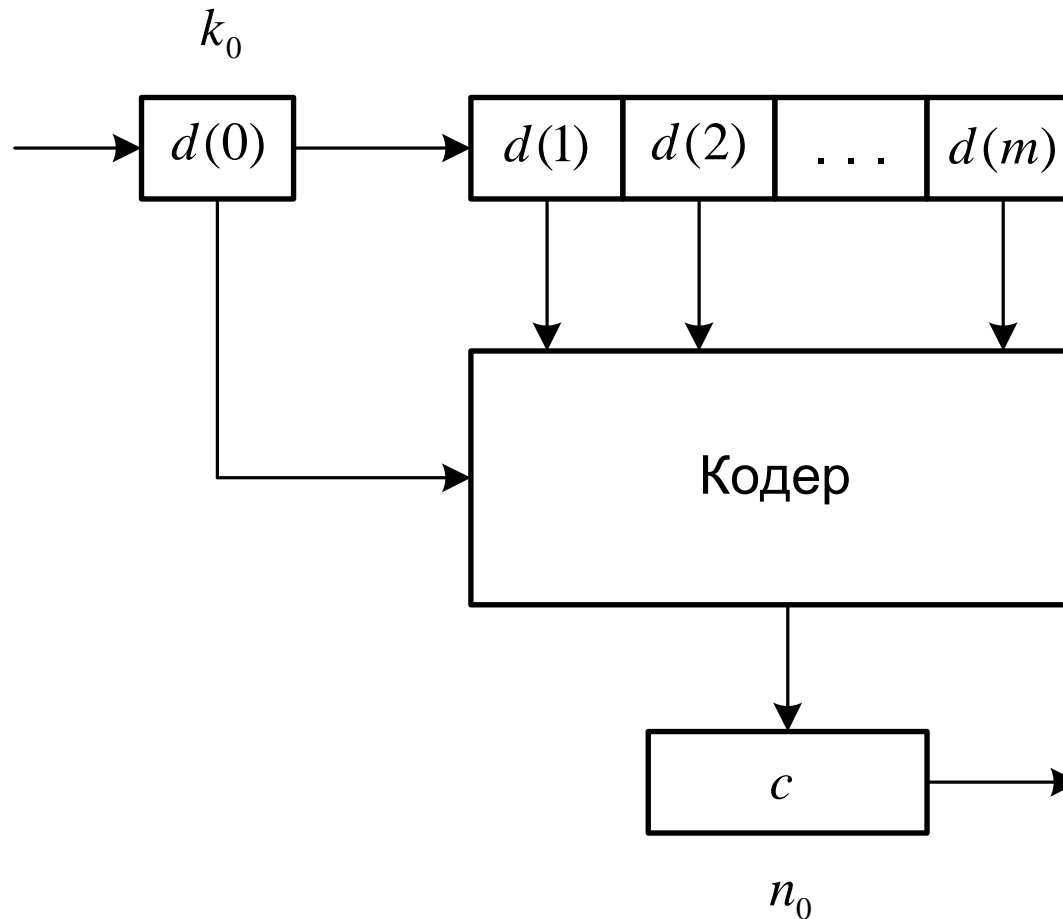 k₀
d(0) d(1) d(2) . . . d(m)
Кодер
c
n₀